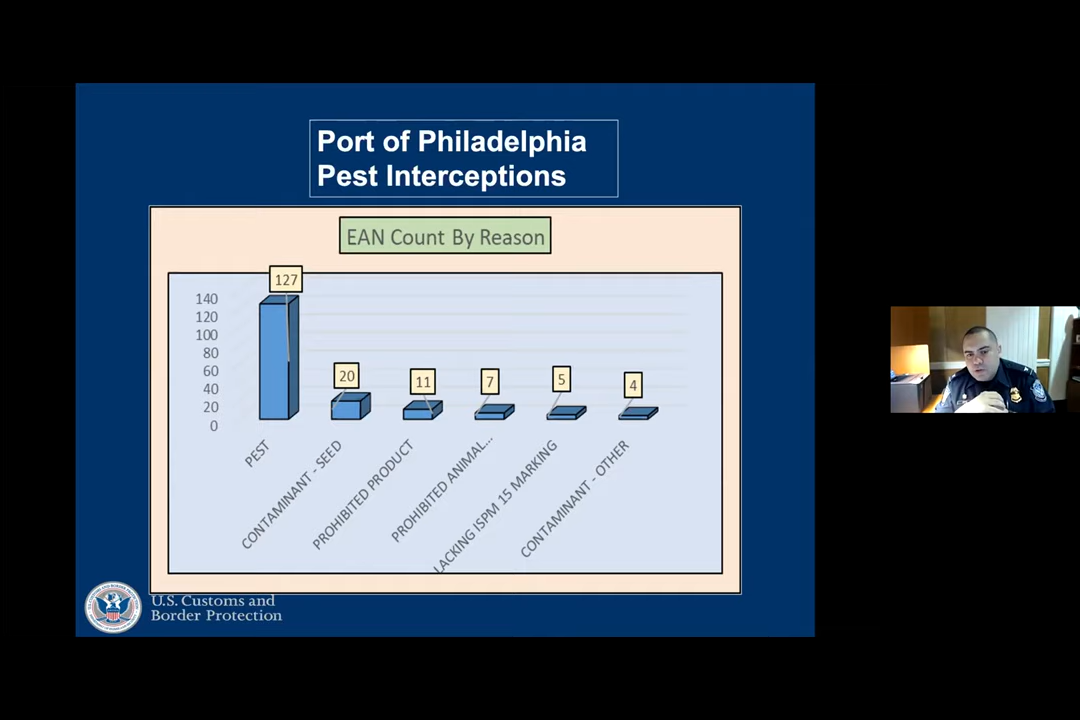 Port of Philadelphia
Pest Interceptions
EAN Count By Reason
127
20
11
7
5
4
140
120
100
80
60
40
20
0
PEST
CONTAMINANT - SEED
PROHIBITED PRODUCT
PROHIBITED ANIMAL...
LACKING ISPM 15 MARKING
CONTAMINANT - OTHER
U.S. Customs and
Border Protection